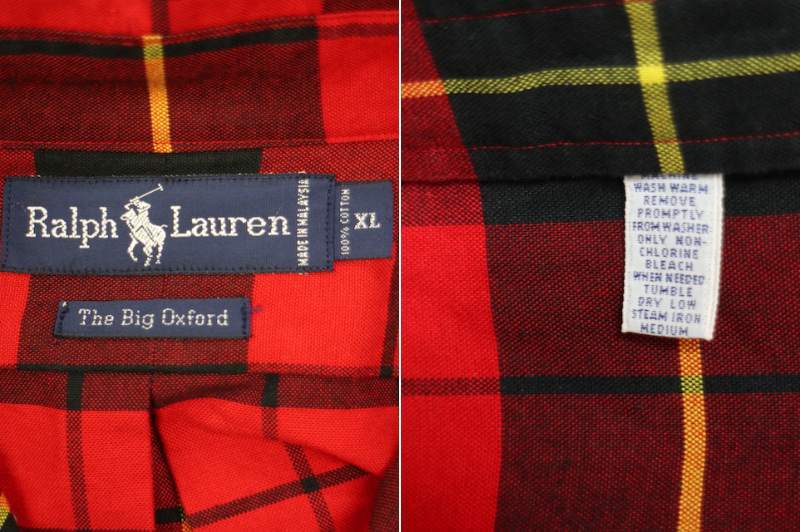 Ralph Lauren
MADE IN MALAYSIA
100% COTTON
XL
The Big Oxford
MACHINE
WASH WARM
REMOVE
PROMPTLY
FROM WASHER
ONLY NON-
CHLORINE
BLEACH
WHEN NEEDED
TUMBLE
DRY LOW
STEAM IRON
MEDIUM